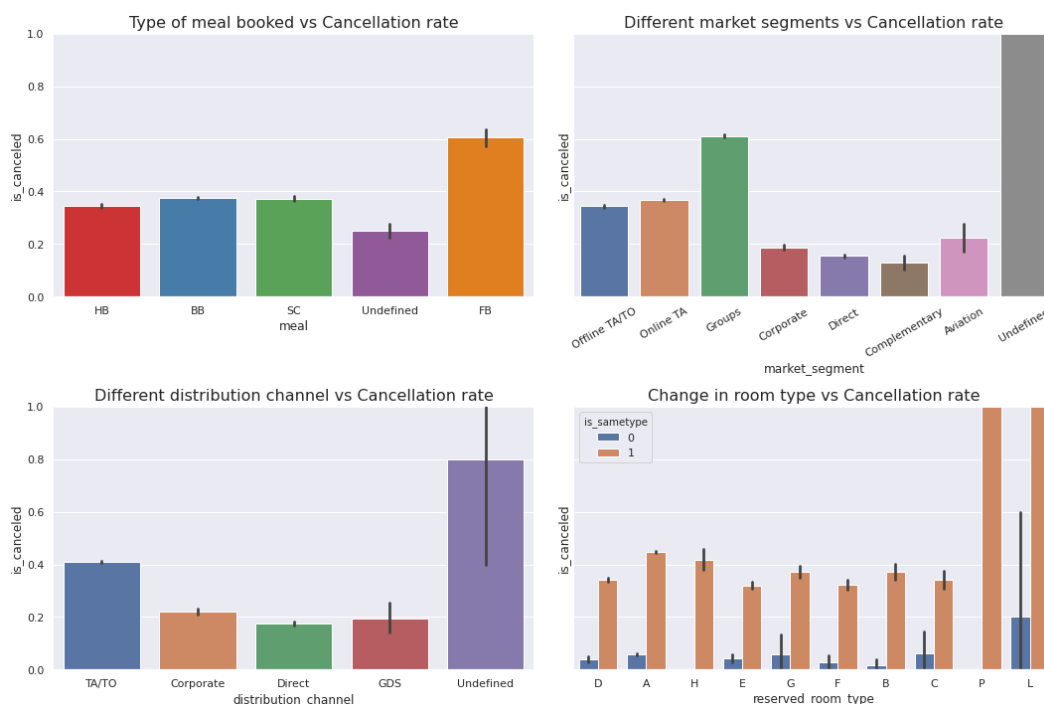 Type of meal booked vs Cancellation rate
1.0
0.8
0.6
0.4
0.2
0.0
is_canceled
HB BB SC Undefined FB
meal
Different market segments vs Cancellation rate
is_canceled
Offline TA/TO Online TA Groups Corporate Direct Complementary Aviation Undefined
market_segment
Different distribution channel vs Cancellation rate
1.0
0.8
0.6
0.4
0.2
0.0
is_canceled
TA/TO Corporate Direct GDS Undefined
distribution_channel
Change in room type vs Cancellation rate
is_sametype
0
1
is_canceled
D A H E G F B C P L
reserved_room_type